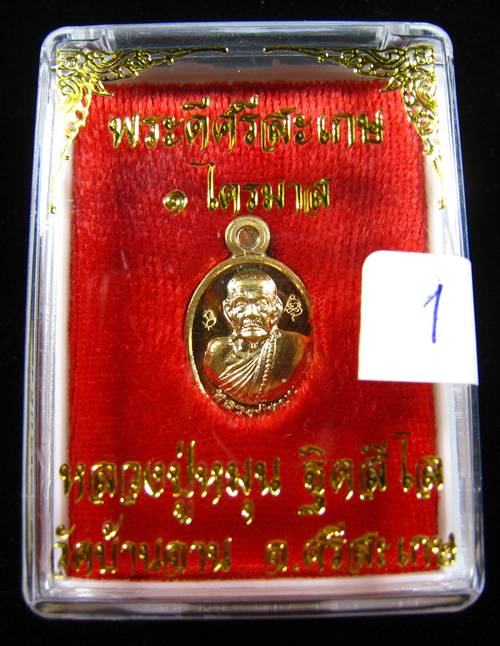 พระดีศรีสะเกษ
๑ ไตรมาส
1
หลวงปู่หมุน ฐิตสีโล
วัดบ้านจาน จ.ศรีสะเกษ